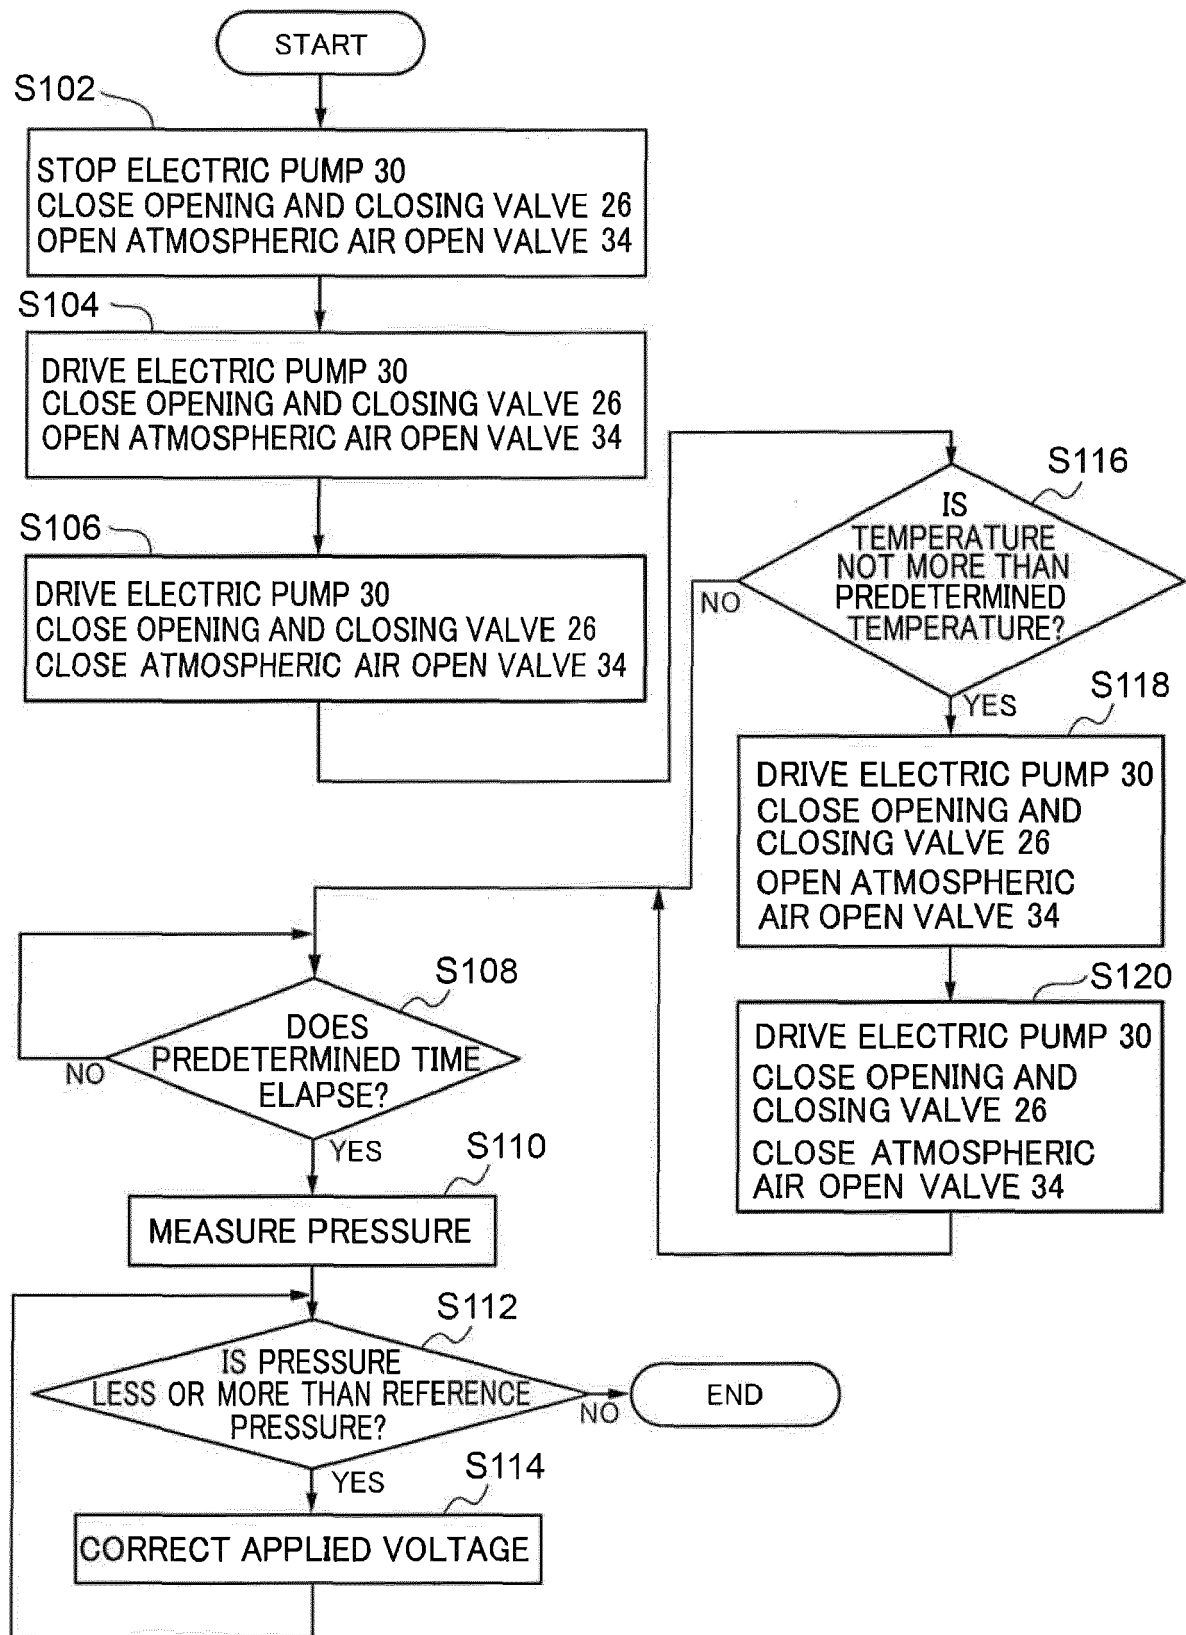 START
S102
STOP ELECTRIC PUMP 30
CLOSE OPENING AND CLOSING VALVE 26
OPEN ATMOSPHERIC AIR OPEN VALVE 34
S104
DRIVE ELECTRIC PUMP 30
CLOSE OPENING AND CLOSING VALVE 26
OPEN ATMOSPHERIC AIR OPEN VALVE 34
S106
DRIVE ELECTRIC PUMP 30
CLOSE OPENING AND CLOSING VALVE 26
CLOSE ATMOSPHERIC AIR OPEN VALVE 34
S116
IS
TEMPERATURE
NOT MORE THAN
PREDETERMINED
TEMPERATURE?
NO
YES
S118
DRIVE ELECTRIC PUMP 30
CLOSE OPENING AND
CLOSING VALVE 26
OPEN ATMOSPHERIC
AIR OPEN VALVE 34
S120
DRIVE ELECTRIC PUMP 30
CLOSE OPENING AND
CLOSING VALVE 26
CLOSE ATMOSPHERIC
AIR OPEN VALVE 34
S108
DOES
PREDETERMINED TIME
ELAPSE?
NO
YES
S110
MEASURE PRESSURE
S112
IS PRESSURE
LESS OR MORE THAN REFERENCE
PRESSURE?
NO
END
YES
S114
CORRECT APPLIED VOLTAGE